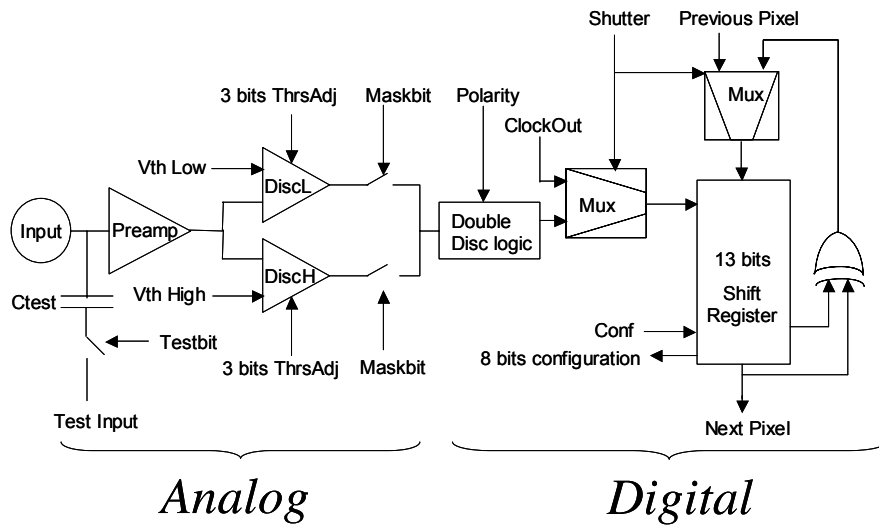 Shutter
Previous Pixel
3 bits ThrsAdj
Maskbit
Polarity
ClockOut
Mux
Vth Low
DiscL
Input
Preamp
Double
Disc logic
Mux
13 bits
Shift
Register
DiscH
Vth High
Ctest
Testbit
Conf
8 bits configuration
3 bits ThrsAdj
Maskbit
Test Input
Next Pixel
Analog
Digital